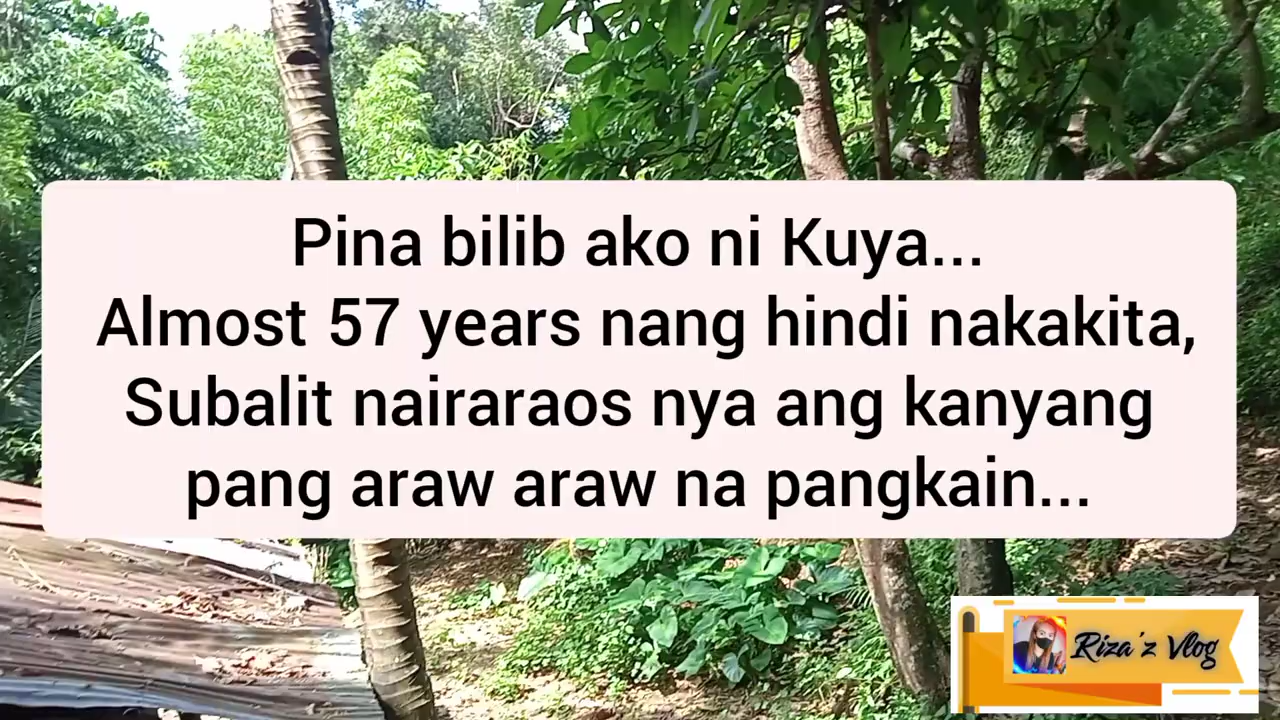 Pina bilib ako ni Kuya...
Almost 57 years nang hindi nakakita,
Subalit nairaraos nya ang kanyang
pang araw araw na pangkain...
Riza'z Vlog